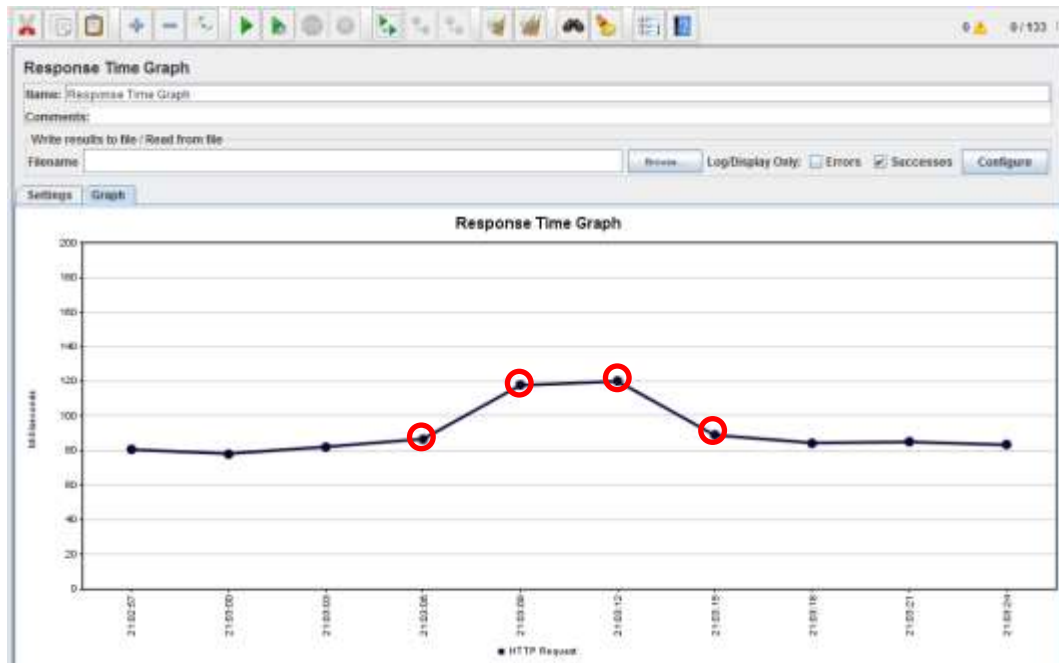 0 0/133
Response Time Graph
Name: Response Time Graph
Comments:
Write results to file / Read from file
Filename Browse... Log/Display Only: Errors Successes Configure
Settings Graph
Response Time Graph
200
180
160
140
120
100
80
60
40
20
0
Milliseconds
21:02:57 21:03:00 21:03:03 21:03:06 21:03:09 21:03:12 21:03:15 21:03:18 21:03:21 21:03:24
HTTP Request